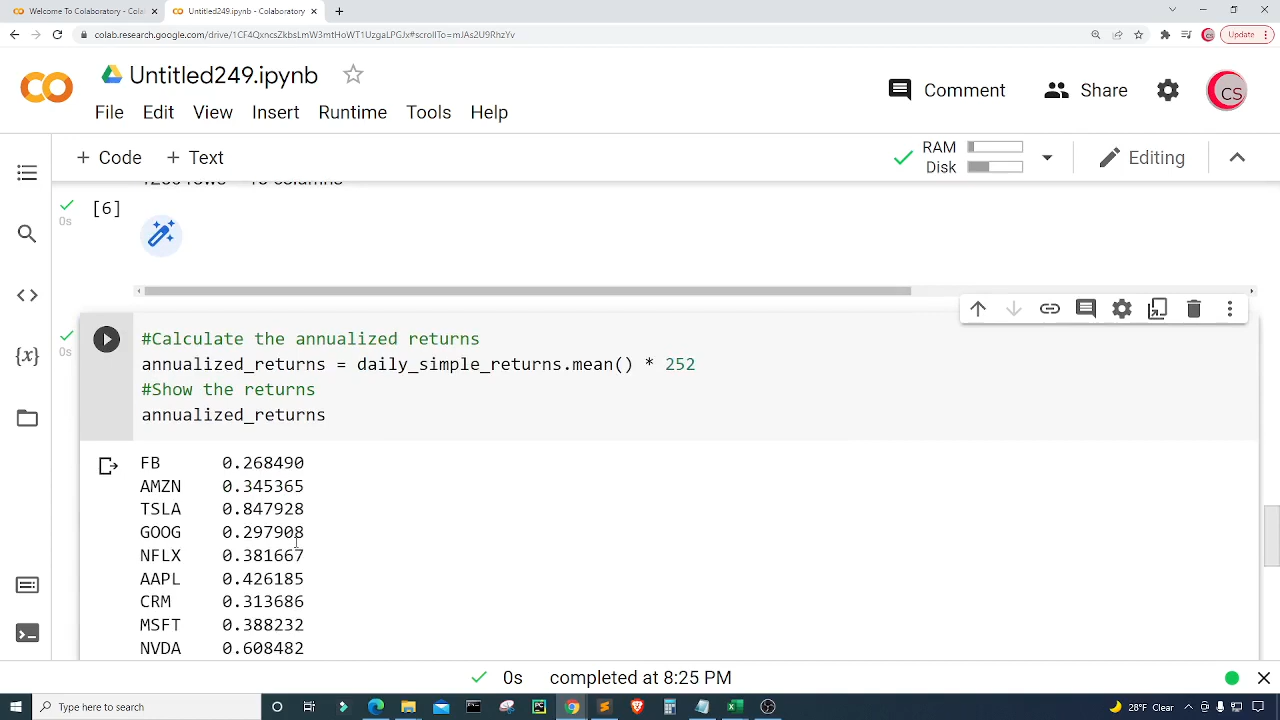 Welcome To Colaboratory - Colal
Untitled249.ipynb - Colaboratory
colab.research.google.com/drive/1CF4QxncsZkbsLmW3mtHoWT1UzgaLPGJx#scrollTo=mJAs2U9RhzYv
Update
Untitled249.ipynb
Comment
Share
CS
File Edit View Insert Runtime Tools Help
+ Code + Text
RAM
Disk
Editing
[6]
0s
{x}
0s
#Calculate the annualized returns
annualized_returns = daily_simple_returns.mean() * 252
#Show the returns
annualized_returns
FB 0.268490
AMZN 0.345365
TSLA 0.847928
GOOG 0.297908
NFLX 0.381667
AAPL 0.426185
CRM 0.313686
MSFT 0.388232
NVDA 0.608482
0s completed at 8:25 PM
Type here to search
28°F Clear